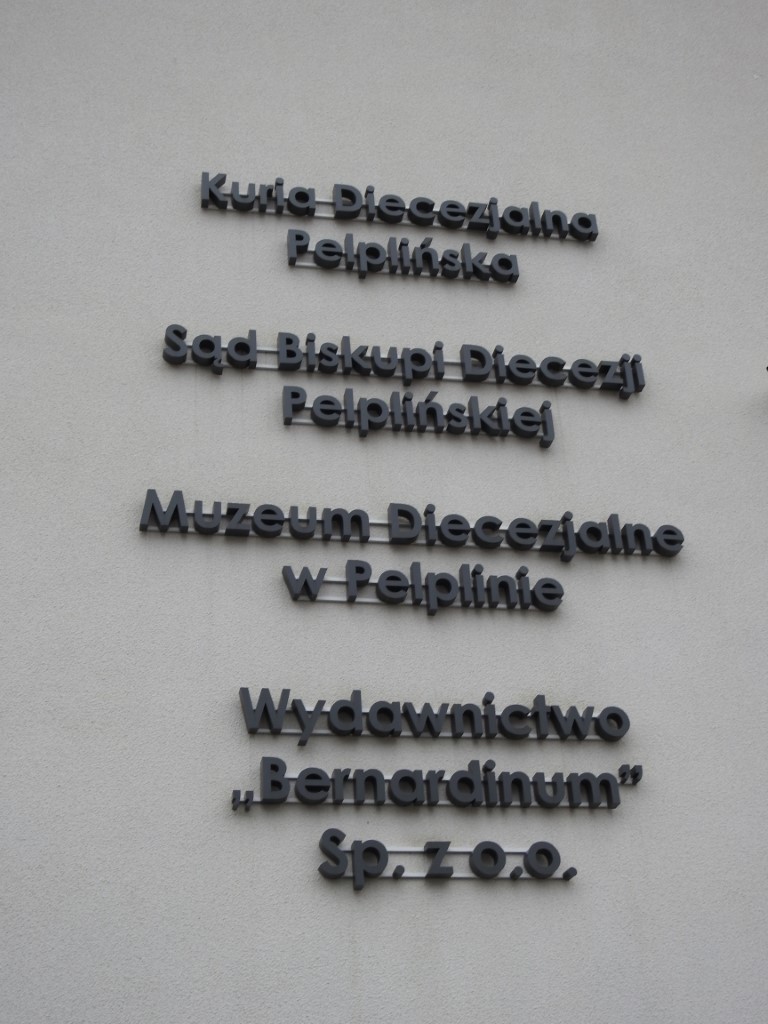 Kuria Diecezjalna
Pelplińska
Sąd Biskupi Diecezji
Pelplińskiej
Muzeum Diecezjalne
w Pelplinie
Wydawnictwo
„Bernardinum”
Sp. z o.o.